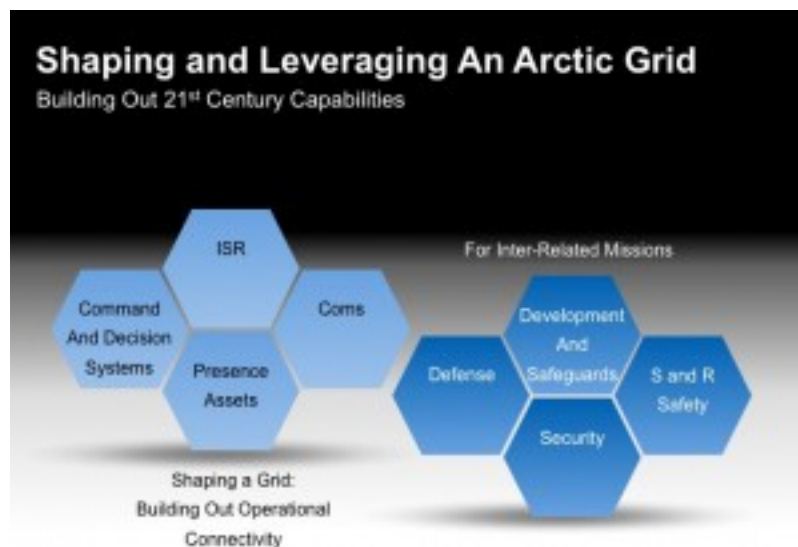 Shaping and Leveraging An Arctic Grid
Building Out 21st Century Capabilities
ISR
Command
And Decision
Systems
Coms
Presence
Assets
Shaping a Grid:
Building Out Operational
Connectivity
For Inter-Related Missions
Development
And
Safeguards
Defense
S and R
Safety
Security